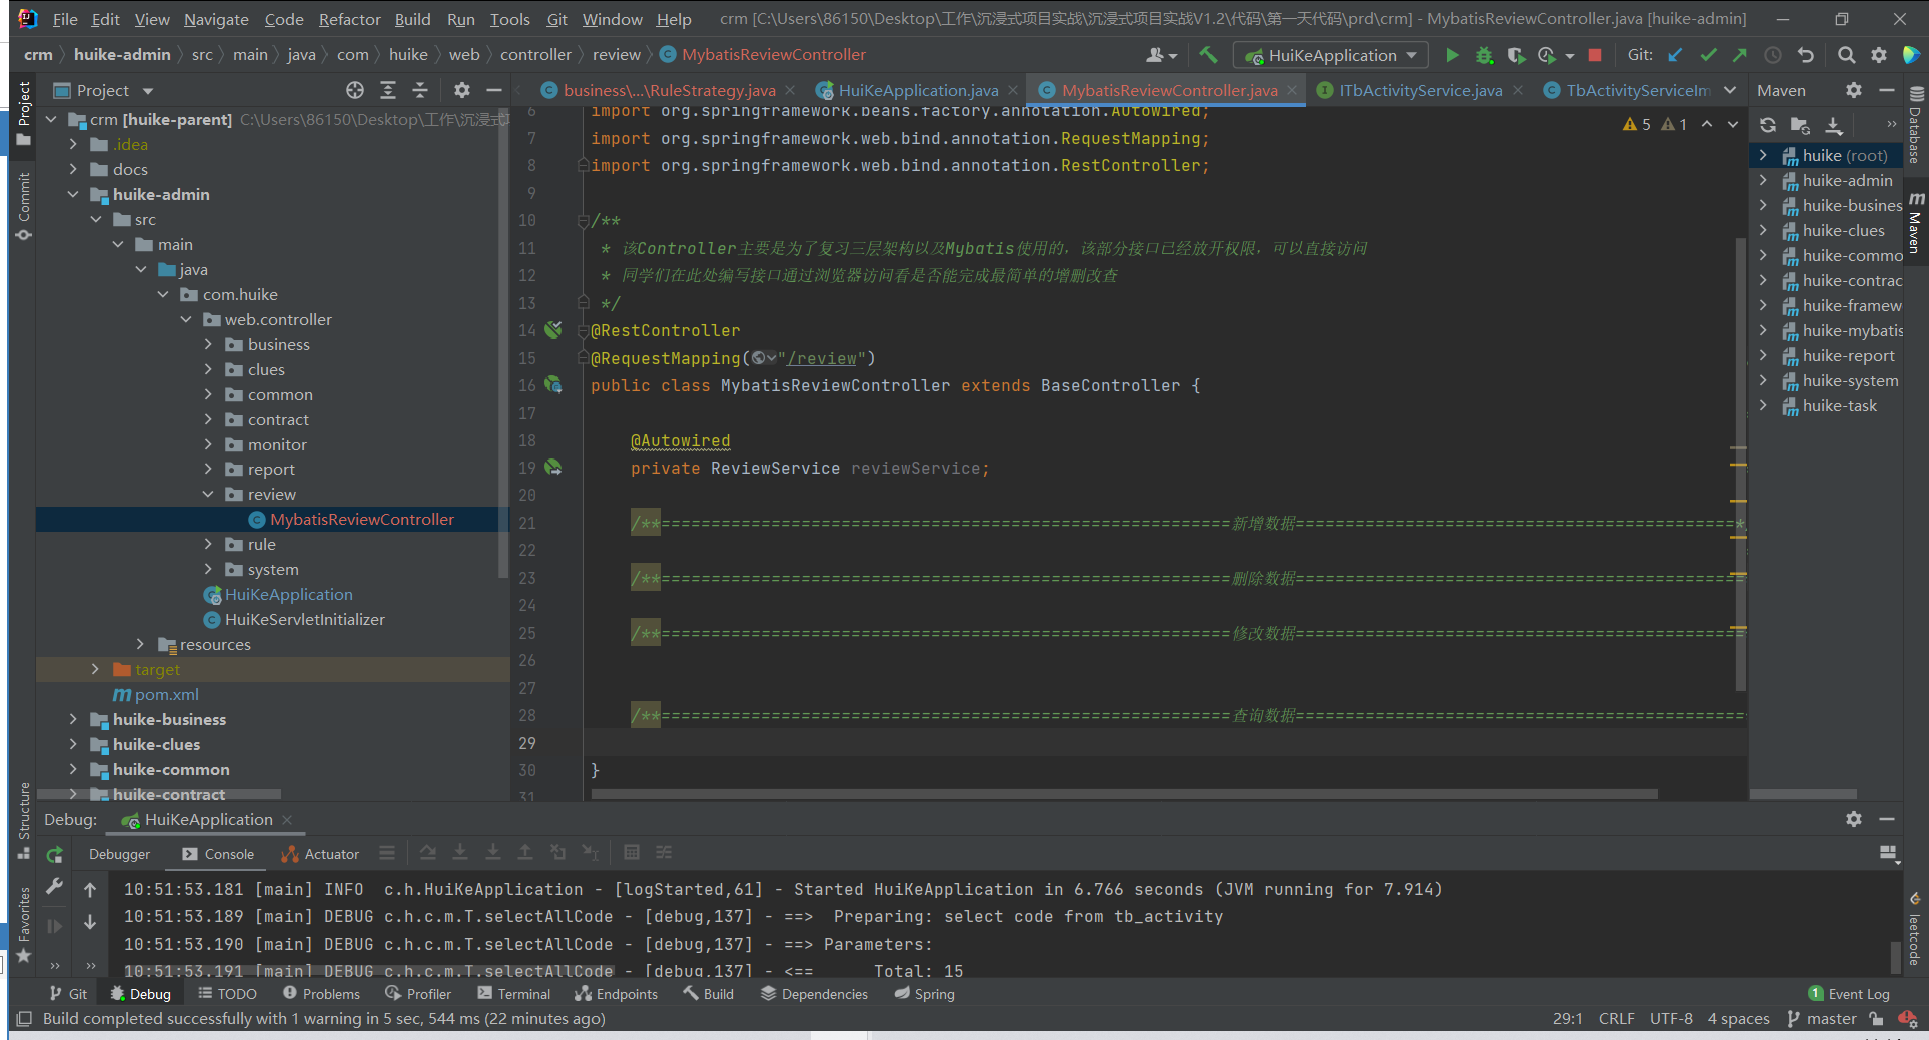 File Edit View Navigate Code Refactor Build Run Tools Git Window Help crm [C:\Users\86150\Desktop\工作\沉浸式项目实战\沉浸式项目实战V1.2\代码\第一天代码\prd\crm] - MybatisReviewController.java [huike-admin]
crm huike-admin src main java com huike web controller review MybatisReviewController HuiKeApplication Git:
Project business\...\RuleStrategy.java HuiKeApplication.java MybatisReviewController.java ITbActivityService.java TbActivityServiceIm Maven
Project
Commit
Structure
Favorites
crm [huike-parent] C:\Users\86150\Desktop\工作\沉浸式
.idea
docs
huike-admin
src
main
java
com.huike
web.controller
business
clues
common
contract
monitor
report
review
MybatisReviewController
rule
system
HuiKeApplication
HuiKeServletInitializer
resources
target
pom.xml
huike-business
huike-clues
huike-common
huike-contract
5 1
6 import org.springframework.beans.factory.annotation.Autowired;
7 import org.springframework.web.bind.annotation.RequestMapping;
8 import org.springframework.web.bind.annotation.RestController;
9
10 /**
11 * 该Controller主要是为了复习三层架构以及Mybatis使用的，该部分接口已经放开权限，可以直接访问
12 * 同学们在此处编写接口通过浏览器访问看是否能完成最简单的增删改查
13 */
14 @RestController
15 @RequestMapping("/review")
16 public class MybatisReviewController extends BaseController {
17
18 @Autowired
19 private ReviewService reviewService;
20
21 /**=========================================================新增数据============================================*
22
23 /**=========================================================删除数据=============================================
24
25 /**=========================================================修改数据=============================================
26
27
28 /**=========================================================查询数据=============================================
29
30 }
31
huike (root)
huike-admin
huike-busines
huike-clues
huike-commo
huike-contrac
huike-framew
huike-mybatis
huike-report
huike-system
huike-task
Database
Maven
leetcode
Debug: HuiKeApplication
Debugger Console Actuator
10:51:53.181 [main] INFO  c.h.HuiKeApplication - [logStarted,61] - Started HuiKeApplication in 6.766 seconds (JVM running for 7.914)
10:51:53.189 [main] DEBUG c.h.c.m.T.selectAllCode - [debug,137] - ==>  Preparing: select code from tb_activity
10:51:53.190 [main] DEBUG c.h.c.m.T.selectAllCode - [debug,137] - ==> Parameters:
10:51:53.191 [main] DEBUG c.h.c.m.T.selectAllCode - [debug,137] - <==      Total: 15
Git Debug TODO Problems Profiler Terminal Endpoints Build Dependencies Spring 1 Event Log
Build completed successfully with 1 warning in 5 sec, 544 ms (22 minutes ago) 29:1 CRLF UTF-8 4 spaces master